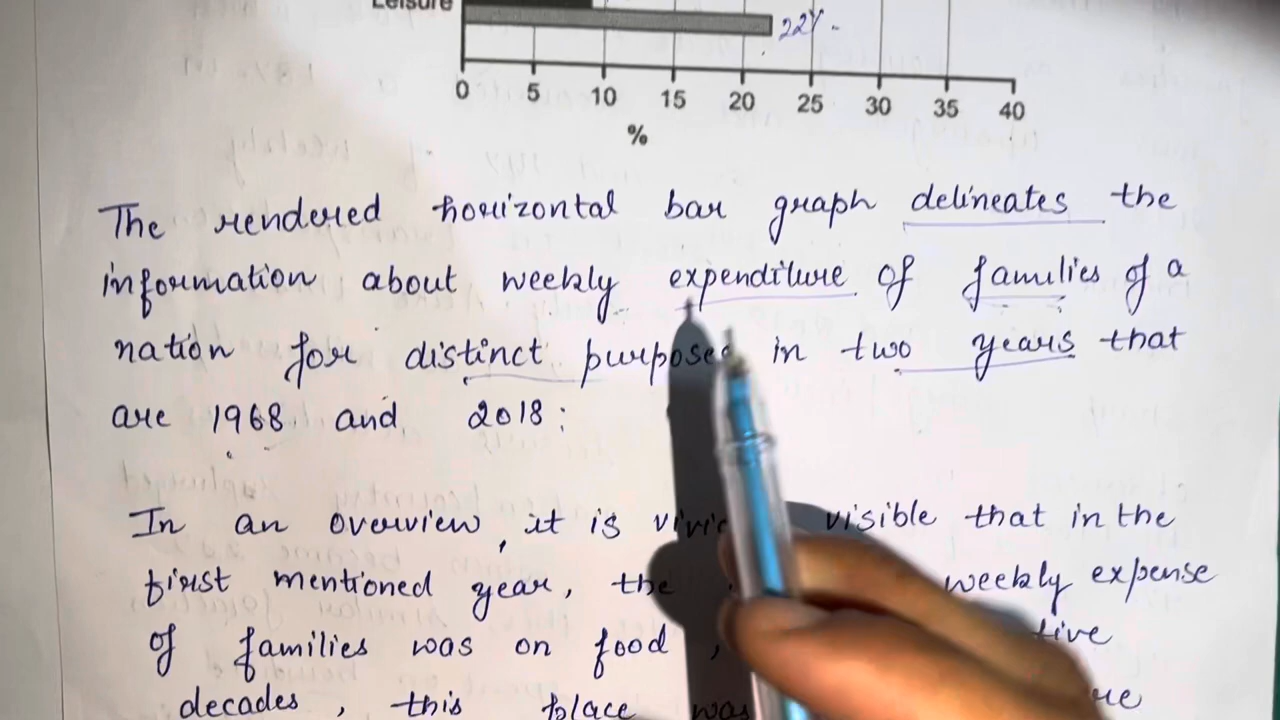 Leisure
22%
0 5 10 15 20 25 30 35 40
%
The rendered horizontal bar graph delineates the
information about weekly expenditure of families of a
nation for distinct purposes in two years that
are 1968 and 2018:
In an overview, it is visible that in the
first mentioned year, the weekly expense
of families was on food,
decades, this place was